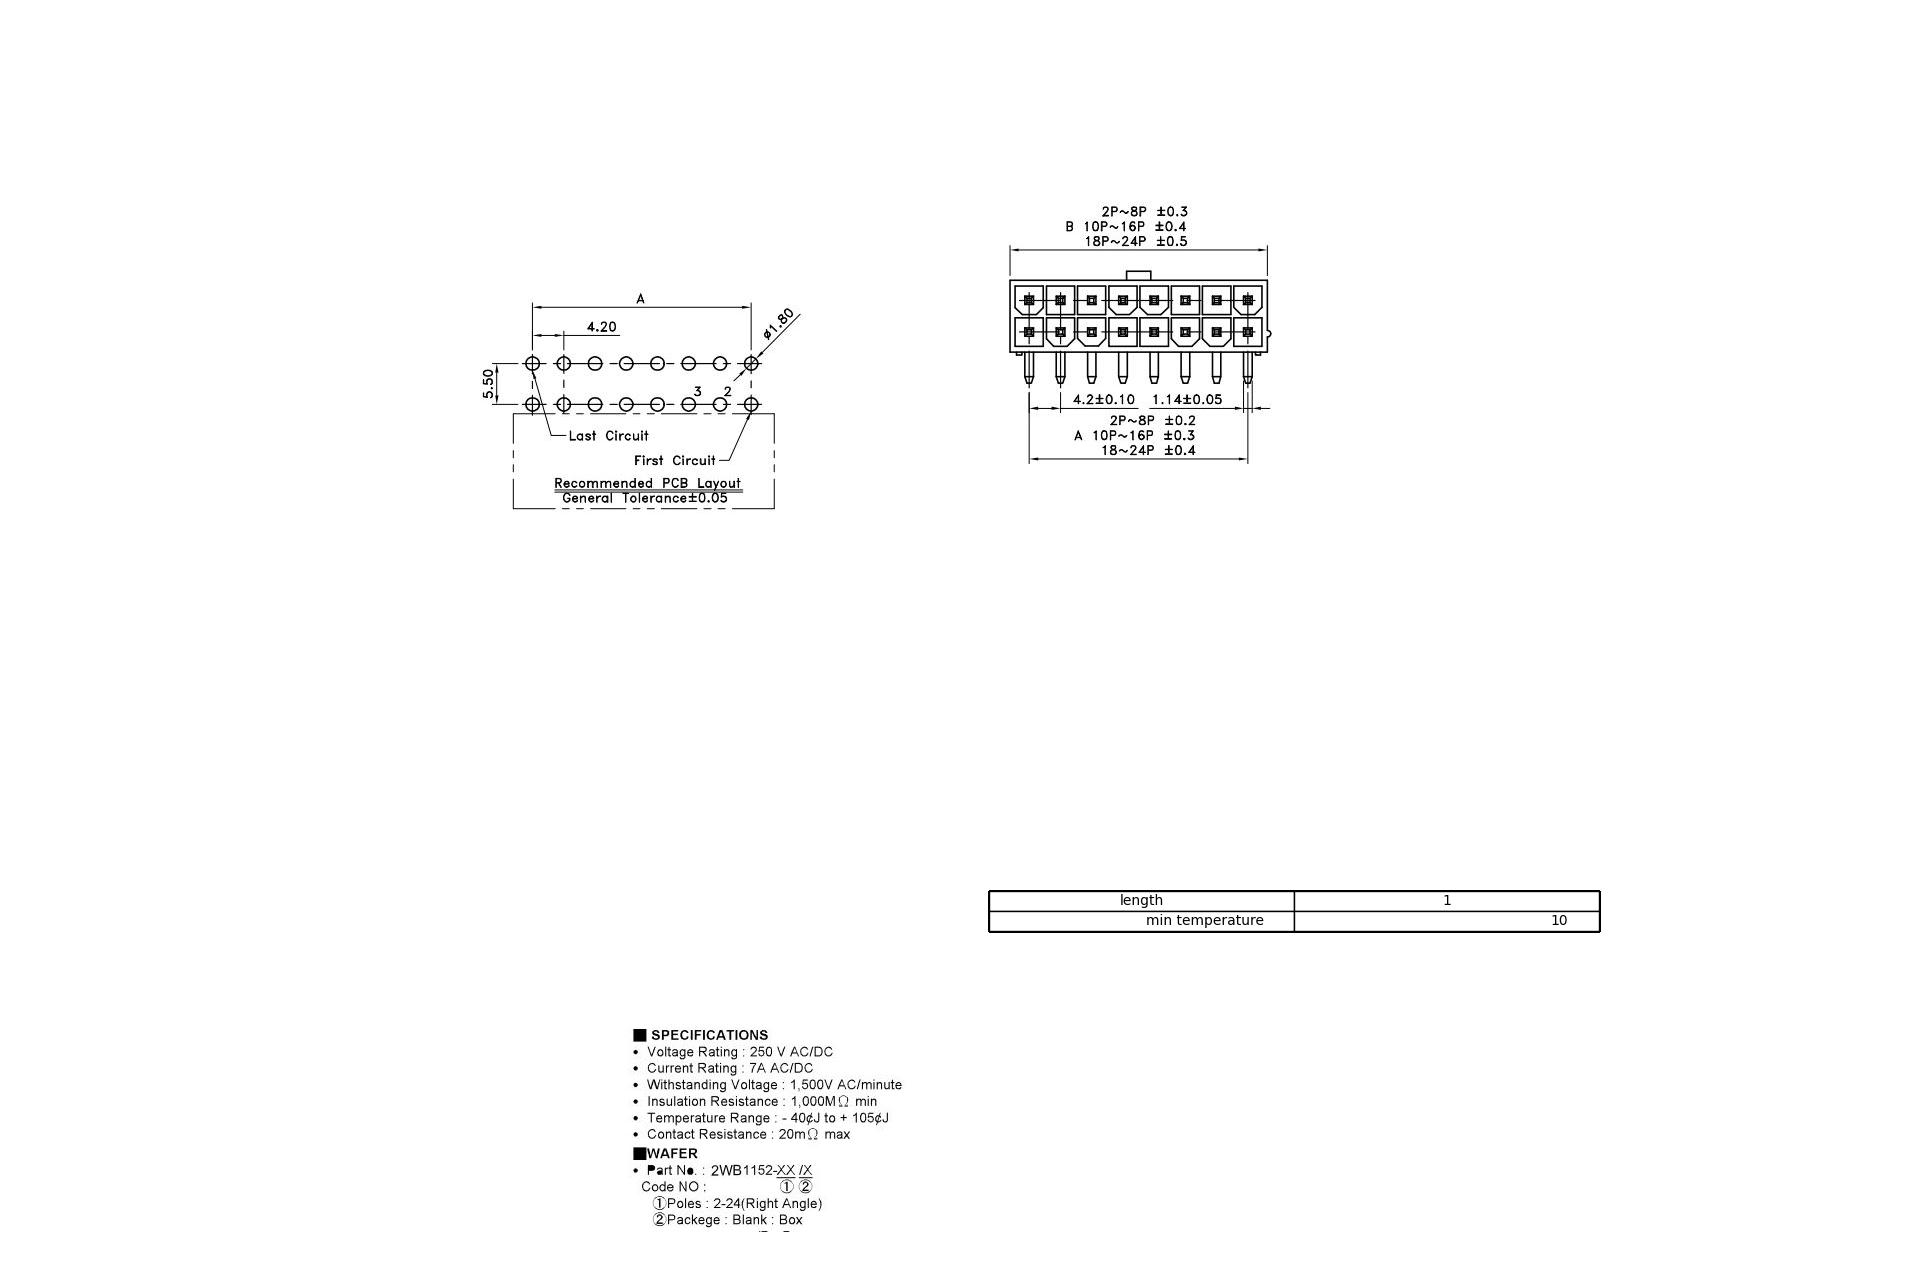 2P~8P ±0.3
B 10P~16P ±0.4
18P~24P ±0.5
A
4.20
ø1.80
5.50
3 2
Last Circuit
First Circuit
Recommended PCB Layout
General Tolerance±0.05
4.2±0.10 1.14±0.05
2P~8P ±0.2
A 10P~16P ±0.3
18~24P ±0.4
length 1
min temperature 10
■ SPECIFICATIONS
• Voltage Rating : 250 V AC/DC
• Current Rating : 7A AC/DC
• Withstanding Voltage : 1,500V AC/minute
• Insulation Resistance : 1,000MΩ min
• Temperature Range : - 40¢J to + 105¢J
• Contact Resistance : 20mΩ max
■WAFER
• Part No. : 2WB1152-XX /X
Code NO : ① ②
①Poles : 2-24(Right Angle)
②Packege : Blank : Box